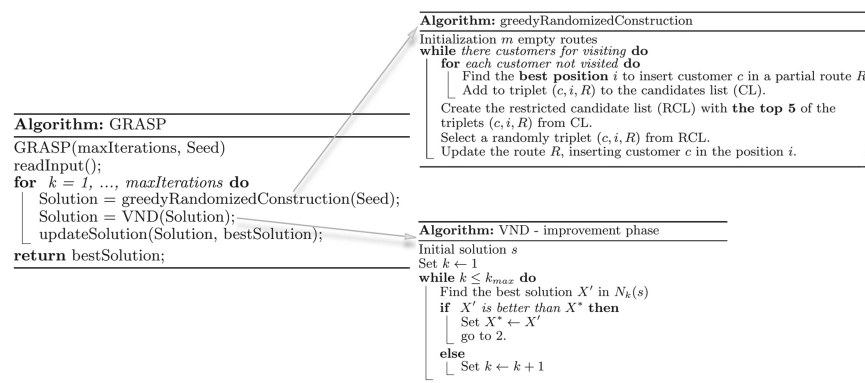 Algorithm: GRASP
GRASP(maxIterations, Seed)
readInput();
for k = 1, ..., maxIterations do
Solution = greedyRandomizedConstruction(Seed);
Solution = VND(Solution);
updateSolution(Solution, bestSolution);
return bestSolution;
Algorithm: greedyRandomizedConstruction
Initialization m empty routes
while there customers for visiting do
for each customer not visited do
Find the best position i to insert customer c in a partial route R
Add to triplet (c, i, R) to the candidates list (CL).
Create the restricted candidate list (RCL) with the top 5 of the
triplets (c, i, R) from CL.
Select a randomly triplet (c, i, R) from RCL.
Update the route R, inserting customer c in the position i.
Algorithm: VND - improvement phase
Initial solution s
Set k ← 1
while k ≤ kmax do
Find the best solution X′ in Nk(s)
if X′ is better than X* then
Set X* ← X′
go to 2.
else
Set k ← k + 1